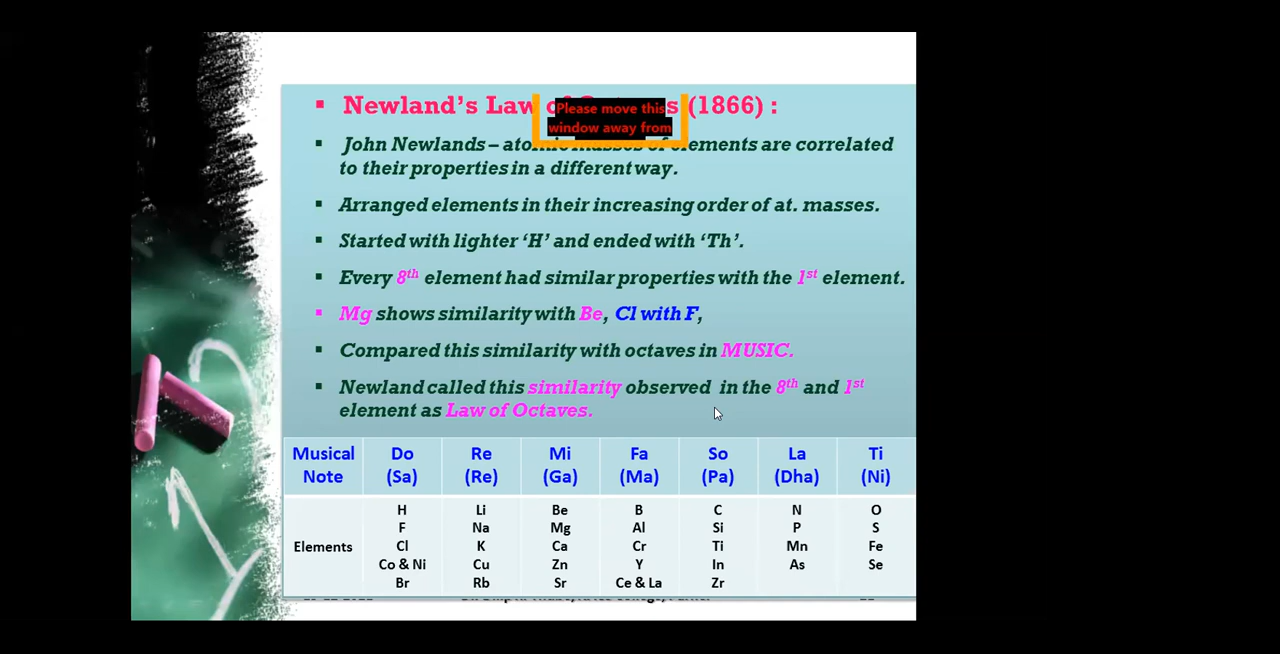 Newland's Law (1866) :
Please move this
window away from
John Newlands – atomic masses of elements are correlated
to their properties in a different way.
Arranged elements in their increasing order of at. masses.
Started with lighter 'H' and ended with 'Th'.
Every 8th element had similar properties with the 1st element.
Mg shows similarity with Be, Cl with F,
Compared this similarity with octaves in MUSIC.
Newland called this similarity observed in the 8th and 1st
element as Law of Octaves.
Musical Do Re Mi Fa So La Ti
Note (Sa) (Re) (Ga) (Ma) (Pa) (Dha) (Ni)
H Li Be B C N O
F Na Mg Al Si P S
Elements Cl K Ca Cr Ti Mn Fe
Co & Ni Cu Zn Y In As Se
Br Rb Sr Ce & La Zr